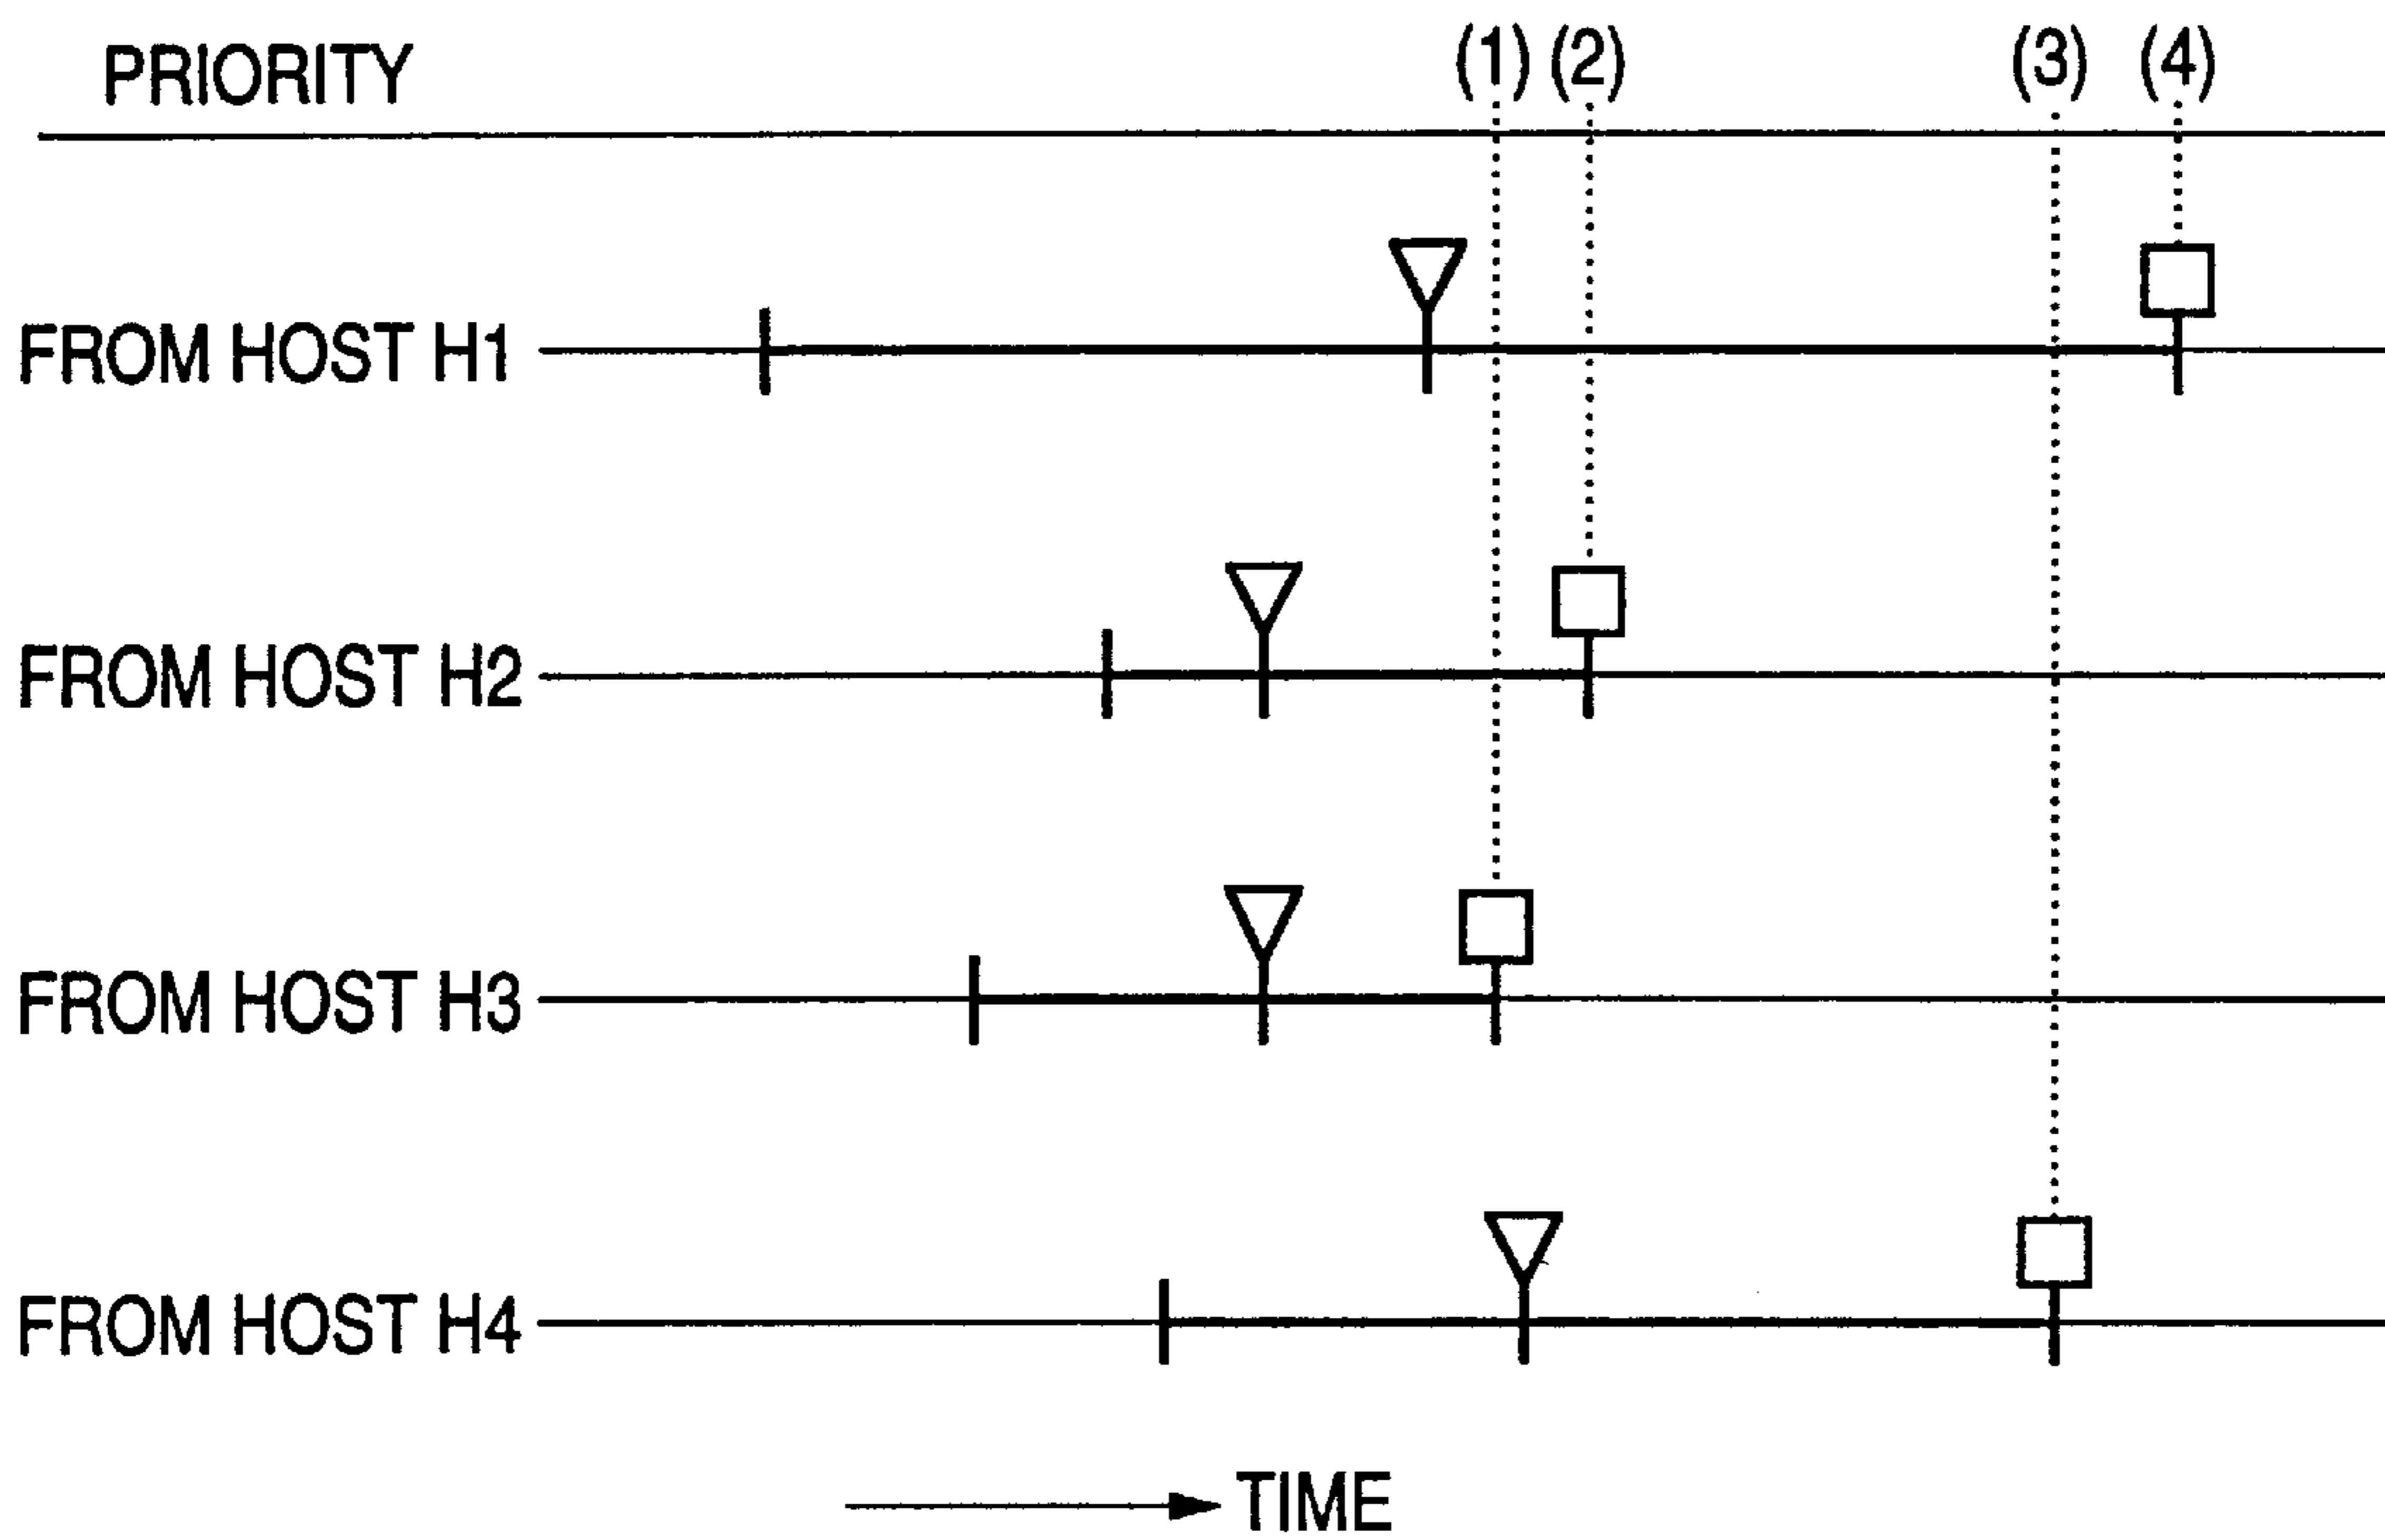 PRIORITY (1) (2) (3) (4)
FROM HOST H1
FROM HOST H2
FROM HOST H3
FROM HOST H4
TIME